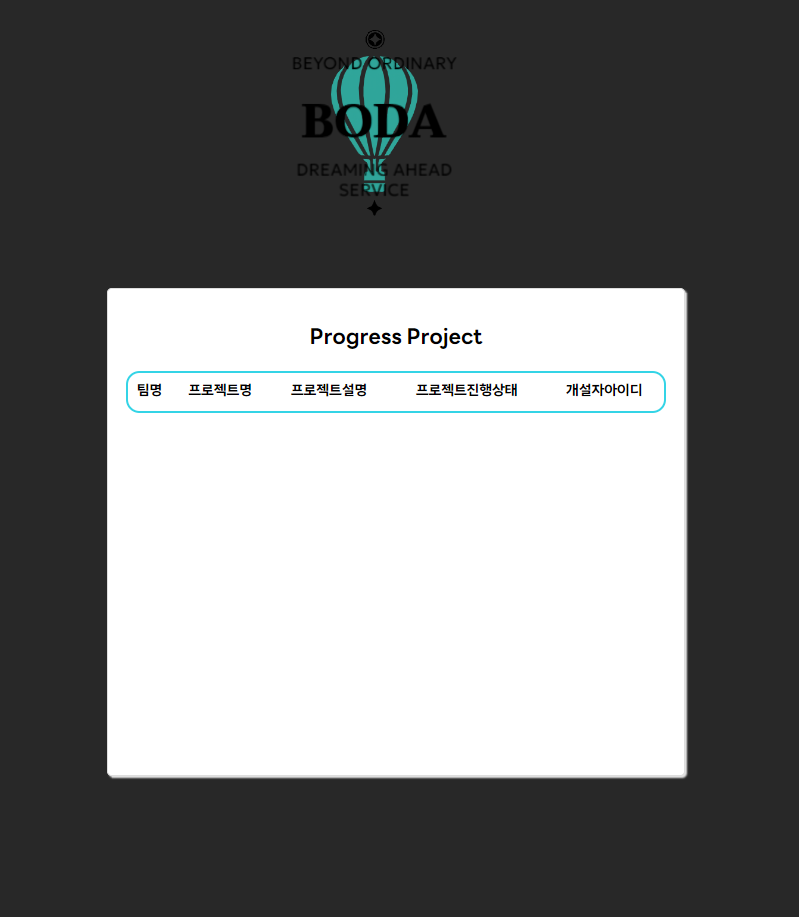 BEYOND ORDINARY
BODA
DREAMING AHEAD
SERVICE
Progress Project
팀명 프로젝트명 프로젝트설명 프로젝트진행상태 개설자아이디